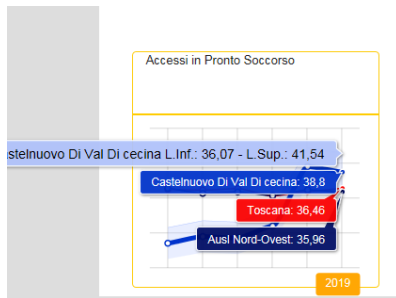 Accessi in Pronto Soccorso
stelnuovo Di Val Di cecina L.Inf.: 36,07 - L.Sup.: 41,54
Castelnuovo Di Val Di cecina: 38,8
Toscana: 36,46
Ausl Nord-Ovest: 35,96
2019